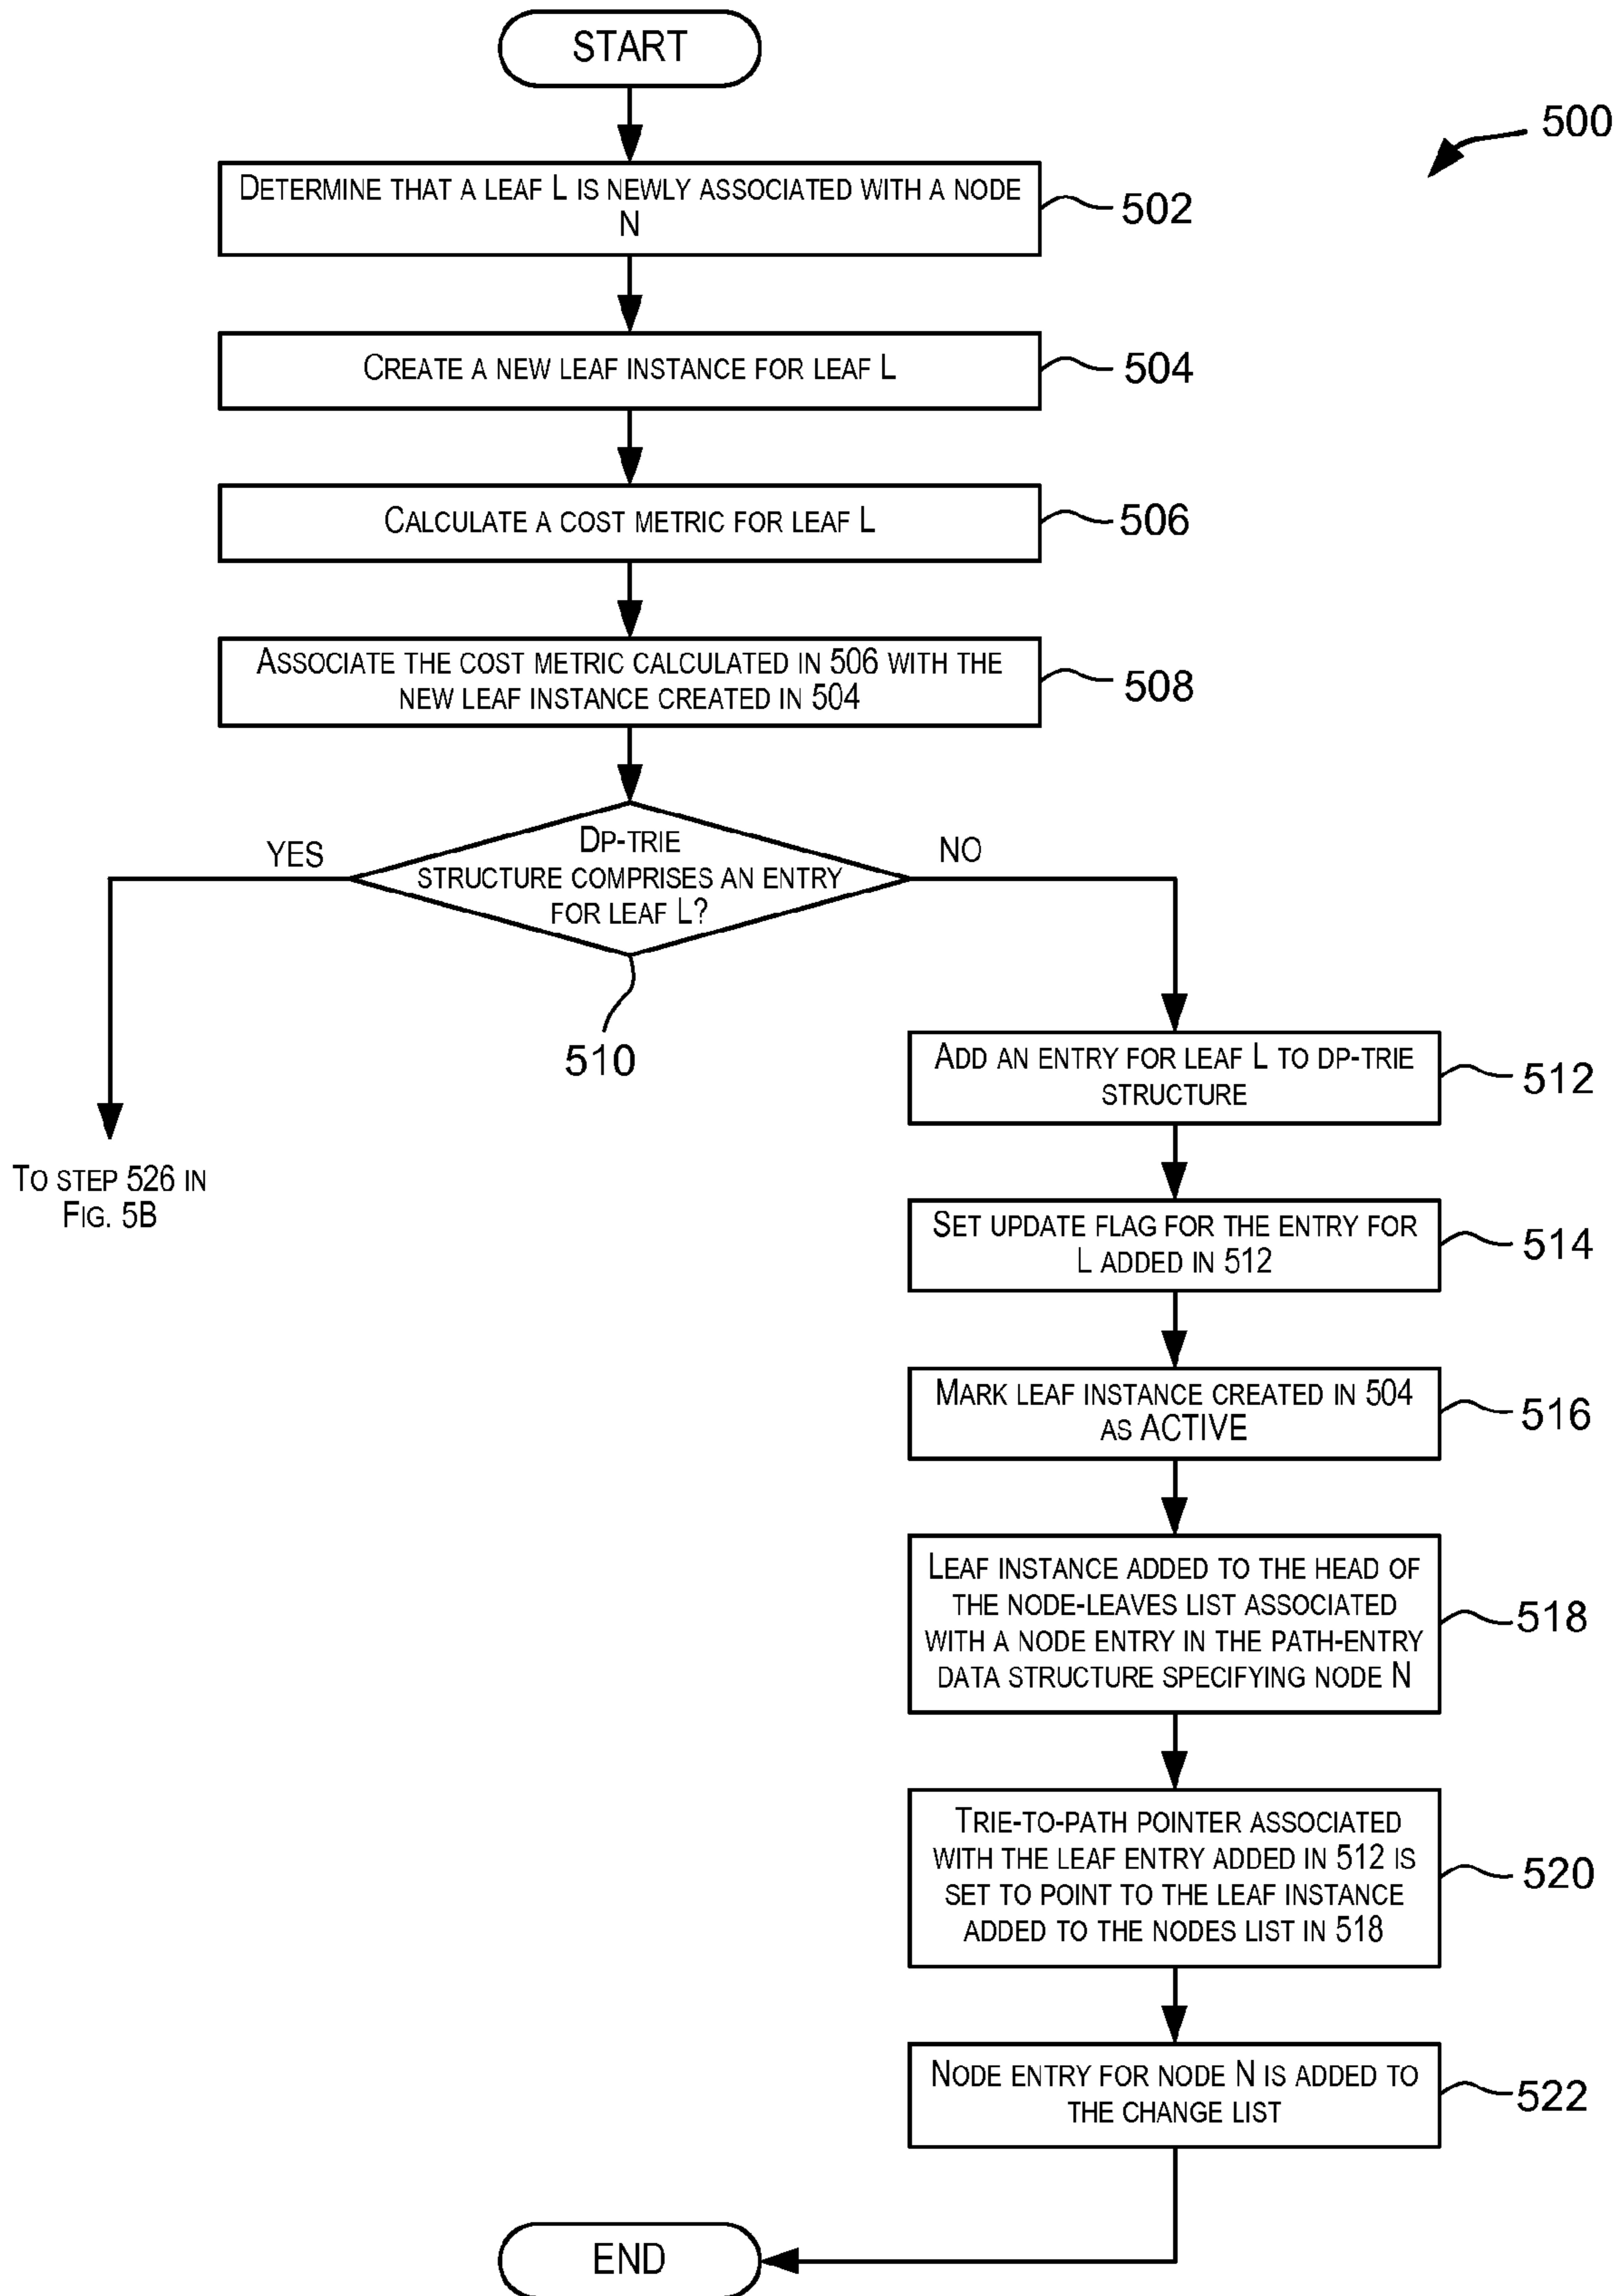 START
500
DETERMINE THAT A LEAF L IS NEWLY ASSOCIATED WITH A NODE
N
502
CREATE A NEW LEAF INSTANCE FOR LEAF L
504
CALCULATE A COST METRIC FOR LEAF L
506
ASSOCIATE THE COST METRIC CALCULATED IN 506 WITH THE
NEW LEAF INSTANCE CREATED IN 504
508
YES
DP-TRIE
STRUCTURE COMPRISES AN ENTRY
FOR LEAF L?
NO
510
TO STEP 526 IN
FIG. 5B
ADD AN ENTRY FOR LEAF L TO DP-TRIE
STRUCTURE
512
SET UPDATE FLAG FOR THE ENTRY FOR
L ADDED IN 512
514
MARK LEAF INSTANCE CREATED IN 504
AS ACTIVE
516
LEAF INSTANCE ADDED TO THE HEAD OF
THE NODE-LEAVES LIST ASSOCIATED
WITH A NODE ENTRY IN THE PATH-ENTRY
DATA STRUCTURE SPECIFYING NODE N
518
TRIE-TO-PATH POINTER ASSOCIATED
WITH THE LEAF ENTRY ADDED IN 512 IS
SET TO POINT TO THE LEAF INSTANCE
ADDED TO THE NODES LIST IN 518
520
NODE ENTRY FOR NODE N IS ADDED TO
THE CHANGE LIST
522
END